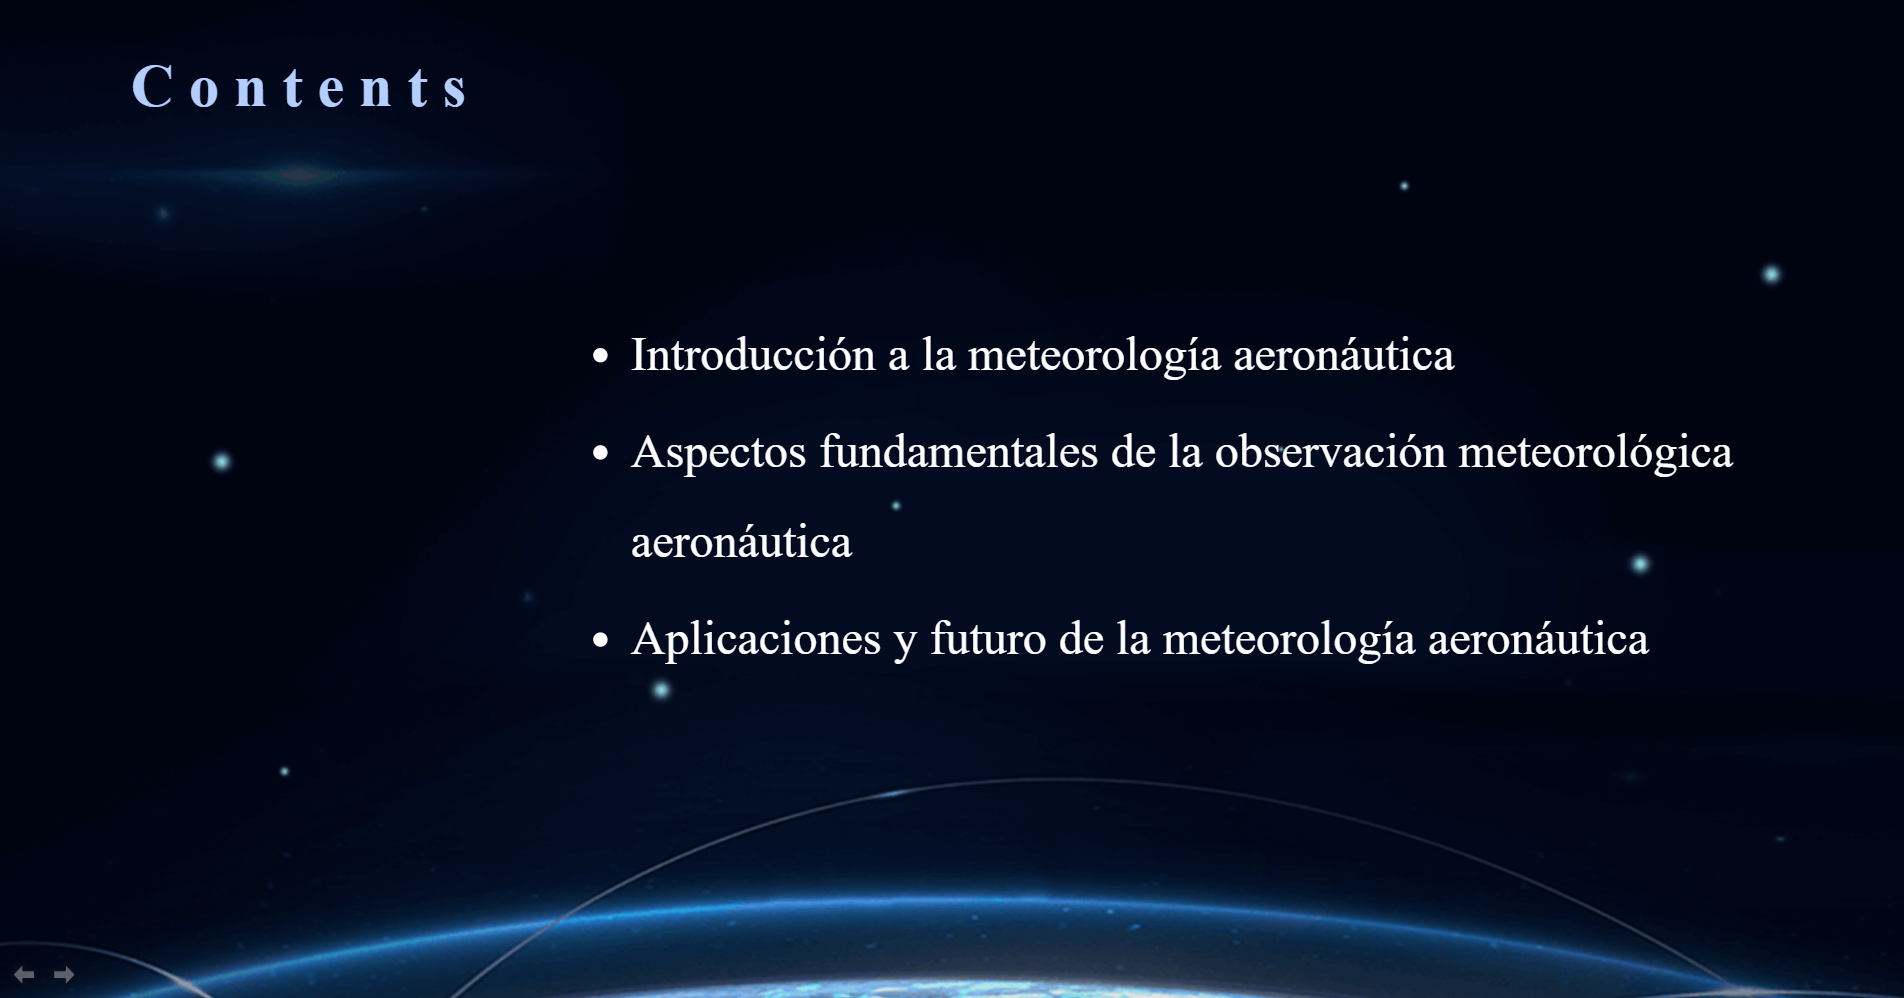 Contents
• Introducción a la meteorología aeronáutica
• Aspectos fundamentales de la observación meteorológica
aeronáutica
• Aplicaciones y futuro de la meteorología aeronáutica